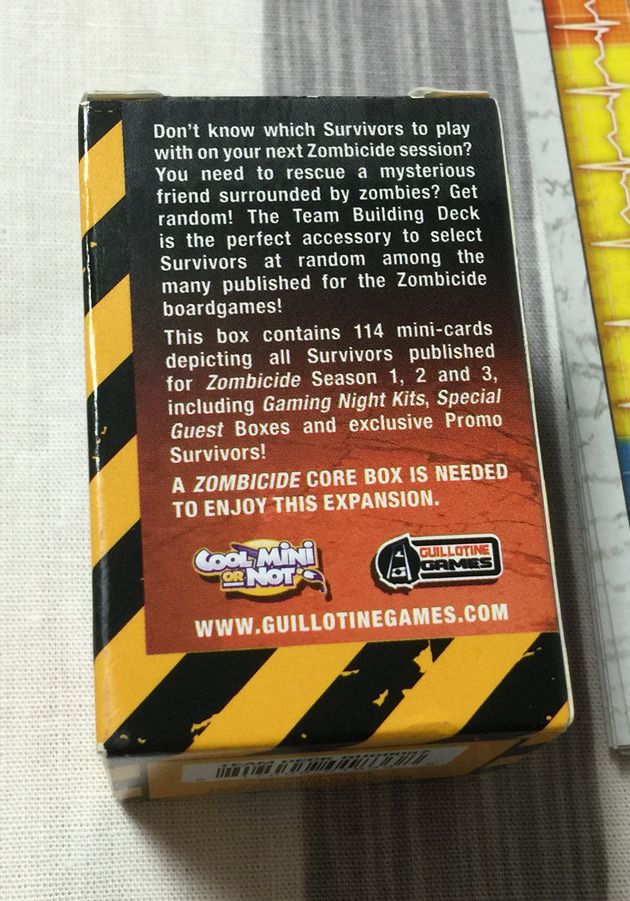 Don't know which Survivors to play
with on your next Zombicide session?
You need to rescue a mysterious
friend surrounded by zombies? Get
random! The Team Building Deck
is the perfect accessory to select
Survivors at random among the
many published for the Zombicide
boardgames!
This box contains 114 mini-cards
depicting all Survivors published
for Zombicide Season 1, 2 and 3,
including Gaming Night Kits, Special
Guest Boxes and exclusive Promo
Survivors!
A ZOMBICIDE CORE BOX IS NEEDED
TO ENJOY THIS EXPANSION.
COOL MINI
OR NOT
GUILLOTINE
GAMES
WWW.GUILLOTINEGAMES.COM